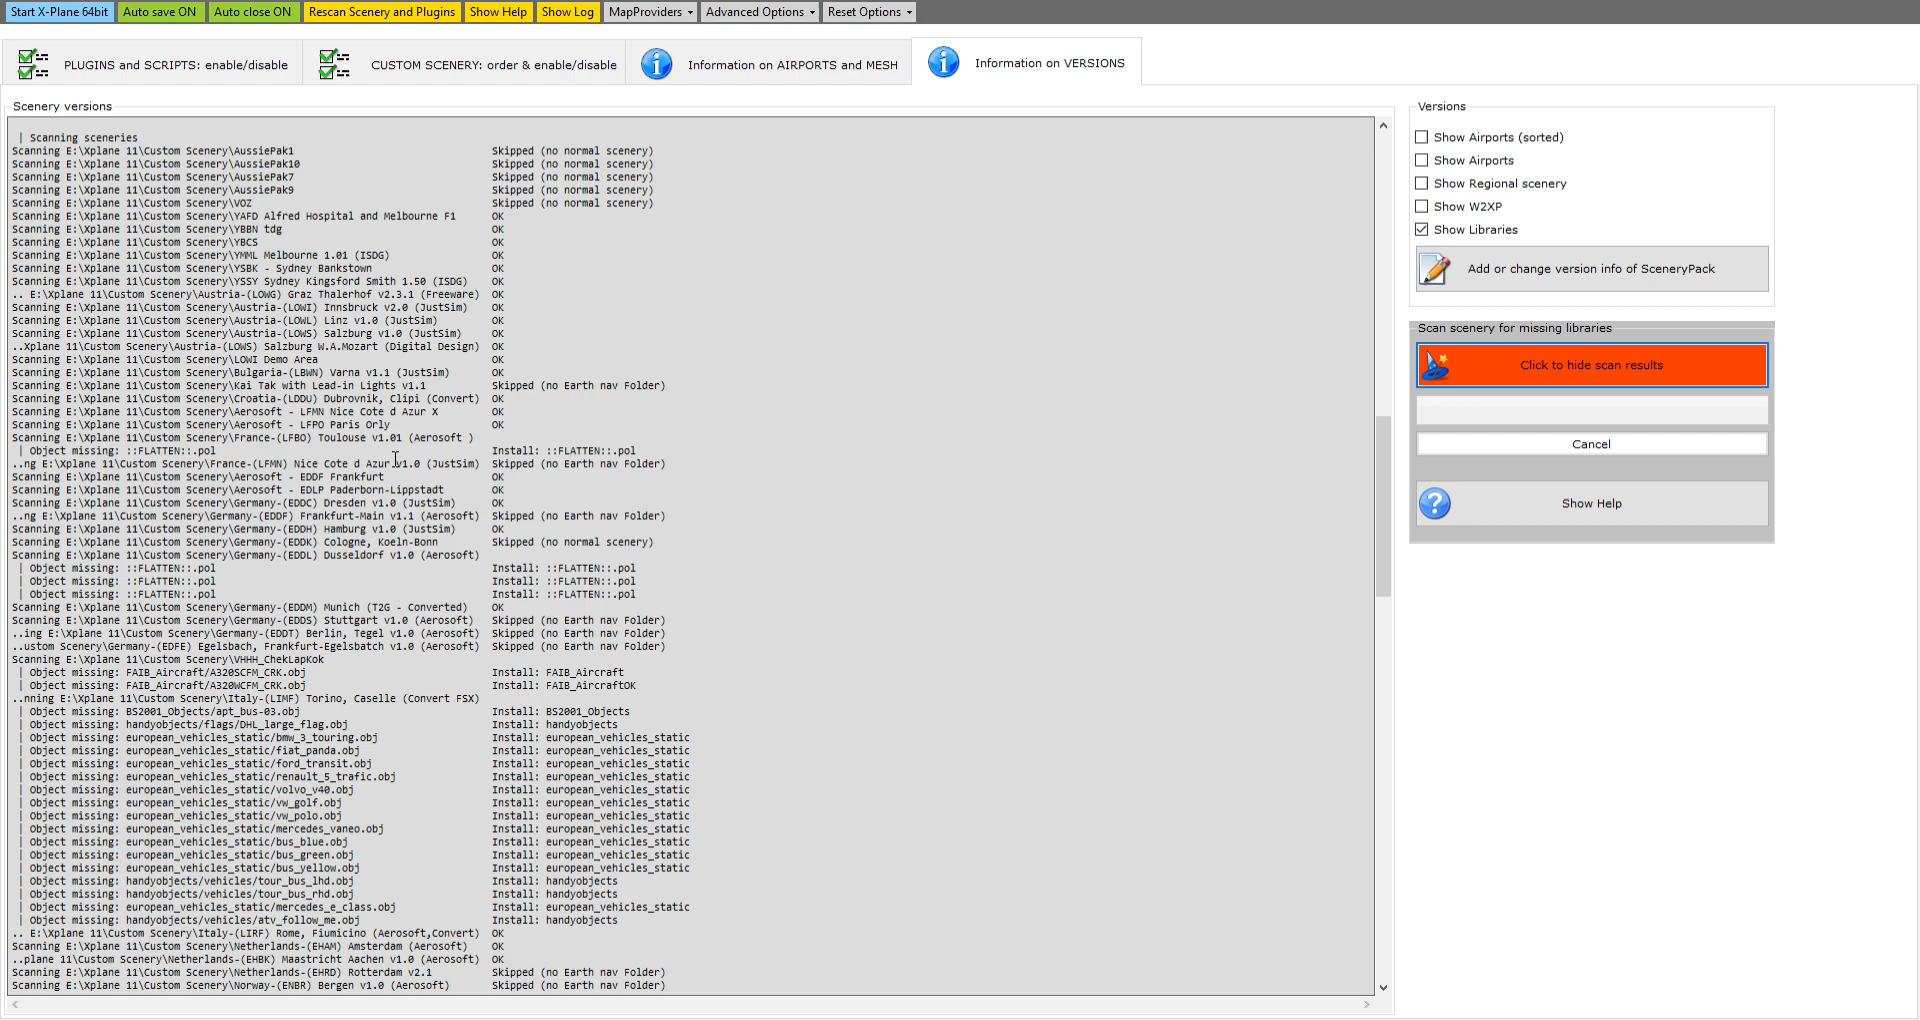 Start X-Plane 64bit Auto save ON Auto close ON Rescan Scenery and Plugins Show Help Show Log MapProviders Advanced Options Reset Options
PLUGINS and SCRIPTS: enable/disable CUSTOM SCENERY: order & enable/disable Information on AIRPORTS and MESH Information on VERSIONS
Scenery versions
| Scanning sceneries
Scanning E:\Xplane 11\Custom Scenery\AussiePak1 Skipped (no normal scenery)
Scanning E:\Xplane 11\Custom Scenery\AussiePak10 Skipped (no normal scenery)
Scanning E:\Xplane 11\Custom Scenery\AussiePak7 Skipped (no normal scenery)
Scanning E:\Xplane 11\Custom Scenery\AussiePak9 Skipped (no normal scenery)
Scanning E:\Xplane 11\Custom Scenery\VOZ Skipped (no normal scenery)
Scanning E:\Xplane 11\Custom Scenery\YAFD Alfred Hospital and Melbourne F1 OK
Scanning E:\Xplane 11\Custom Scenery\YBBN tdg OK
Scanning E:\Xplane 11\Custom Scenery\YBCS OK
Scanning E:\Xplane 11\Custom Scenery\YMML Melbourne 1.01 (ISDG) OK
Scanning E:\Xplane 11\Custom Scenery\YSBK - Sydney Bankstown OK
Scanning E:\Xplane 11\Custom Scenery\YSSY Sydney Kingsford Smith 1.50 (ISDG) OK
.. E:\Xplane 11\Custom Scenery\Austria-(LOWG) Graz Thalerhof v2.3.1 (Freeware) OK
Scanning E:\Xplane 11\Custom Scenery\Austria-(LOWI) Innsbruck v2.0 (JustSim) OK
Scanning E:\Xplane 11\Custom Scenery\Austria-(LOWL) Linz v1.0 (JustSim) OK
Scanning E:\Xplane 11\Custom Scenery\Austria-(LOWS) Salzburg v1.0 (JustSim) OK
..Xplane 11\Custom Scenery\Austria-(LOWS) Salzburg W.A.Mozart (Digital Design) OK
Scanning E:\Xplane 11\Custom Scenery\LOWI Demo Area OK
Scanning E:\Xplane 11\Custom Scenery\Bulgaria-(LBWN) Varna v1.1 (JustSim) OK
Scanning E:\Xplane 11\Custom Scenery\Kai Tak with Lead-in Lights v1.1 Skipped (no Earth nav Folder)
Scanning E:\Xplane 11\Custom Scenery\Croatia-(LDDU) Dubrovnik, Clipi (Convert) OK
Scanning E:\Xplane 11\Custom Scenery\Aerosoft - LFMN Nice Cote d Azur X OK
Scanning E:\Xplane 11\Custom Scenery\Aerosoft - LFPO Paris Orly OK
Scanning E:\Xplane 11\Custom Scenery\France-(LFBO) Toulouse v1.01 (Aerosoft )
| Object missing: ::FLATTEN::.pol Install: ::FLATTEN::.pol
..ng E:\Xplane 11\Custom Scenery\France-(LFMN) Nice Cote d Azur v1.0 (JustSim) Skipped (no Earth nav Folder)
Scanning E:\Xplane 11\Custom Scenery\Aerosoft - EDDF Frankfurt OK
Scanning E:\Xplane 11\Custom Scenery\Aerosoft - EDLP Paderborn-Lippstadt OK
Scanning E:\Xplane 11\Custom Scenery\Germany-(EDDC) Dresden v1.0 (JustSim) OK
..ng E:\Xplane 11\Custom Scenery\Germany-(EDDF) Frankfurt-Main v1.1 (Aerosoft) Skipped (no Earth nav Folder)
Scanning E:\Xplane 11\Custom Scenery\Germany-(EDDH) Hamburg v1.0 (JustSim) OK
Scanning E:\Xplane 11\Custom Scenery\Germany-(EDDK) Cologne, Koeln-Bonn Skipped (no normal scenery)
Scanning E:\Xplane 11\Custom Scenery\Germany-(EDDL) Dusseldorf v1.0 (Aerosoft)
| Object missing: ::FLATTEN::.pol Install: ::FLATTEN::.pol
| Object missing: ::FLATTEN::.pol Install: ::FLATTEN::.pol
| Object missing: ::FLATTEN::.pol Install: ::FLATTEN::.pol
Scanning E:\Xplane 11\Custom Scenery\Germany-(EDDM) Munich (T2G - Converted) OK
Scanning E:\Xplane 11\Custom Scenery\Germany-(EDDS) Stuttgart v1.0 (Aerosoft) Skipped (no Earth nav Folder)
..ing E:\Xplane 11\Custom Scenery\Germany-(EDDT) Berlin, Tegel v1.0 (Aerosoft) Skipped (no Earth nav Folder)
..ustom Scenery\Germany-(EDFE) Egelsbach, Frankfurt-Egelsbatch v1.0 (Aerosoft) Skipped (no Earth nav Folder)
Scanning E:\Xplane 11\Custom Scenery\VHHH_ChekLapKok
| Object missing: FAIB_Aircraft/A320SCFM_CRK.obj Install: FAIB_Aircraft
| Object missing: FAIB_Aircraft/A320WCFM_CRK.obj Install: FAIB_AircraftOK
..nning E:\Xplane 11\Custom Scenery\Italy-(LIMF) Torino, Caselle (Convert FSX)
| Object missing: BS2001_Objects/apt_bus-03.obj Install: BS2001_Objects
| Object missing: handyobjects/flags/DHL_large_flag.obj Install: handyobjects
| Object missing: european_vehicles_static/bmw_3_touring.obj Install: european_vehicles_static
| Object missing: european_vehicles_static/fiat_panda.obj Install: european_vehicles_static
| Object missing: european_vehicles_static/ford_transit.obj Install: european_vehicles_static
| Object missing: european_vehicles_static/renault_5_trafic.obj Install: european_vehicles_static
| Object missing: european_vehicles_static/volvo_v40.obj Install: european_vehicles_static
| Object missing: european_vehicles_static/vw_golf.obj Install: european_vehicles_static
| Object missing: european_vehicles_static/vw_polo.obj Install: european_vehicles_static
| Object missing: european_vehicles_static/mercedes_vaneo.obj Install: european_vehicles_static
| Object missing: european_vehicles_static/bus_blue.obj Install: european_vehicles_static
| Object missing: european_vehicles_static/bus_green.obj Install: european_vehicles_static
| Object missing: european_vehicles_static/bus_yellow.obj Install: european_vehicles_static
| Object missing: handyobjects/vehicles/tour_bus_lhd.obj Install: handyobjects
| Object missing: handyobjects/vehicles/tour_bus_rhd.obj Install: handyobjects
| Object missing: european_vehicles_static/mercedes_e_class.obj Install: european_vehicles_static
| Object missing: handyobjects/vehicles/atv_follow_me.obj Install: handyobjects
.. E:\Xplane 11\Custom Scenery\Italy-(LIRF) Rome, Fiumicino (Aerosoft,Convert) OK
Scanning E:\Xplane 11\Custom Scenery\Netherlands-(EHAM) Amsterdam (Aerosoft) OK
..plane 11\Custom Scenery\Netherlands-(EHBK) Maastricht Aachen v1.0 (Aerosoft) OK
Scanning E:\Xplane 11\Custom Scenery\Netherlands-(EHRD) Rotterdam v2.1 Skipped (no Earth nav Folder)
Scanning E:\Xplane 11\Custom Scenery\Norway-(ENBR) Bergen v1.0 (Aerosoft) Skipped (no Earth nav Folder)
Versions
Show Airports (sorted)
Show Airports
Show Regional scenery
Show W2XP
Show Libraries
Add or change version info of SceneryPack
Scan scenery for missing libraries
Click to hide scan results
Cancel
Show Help